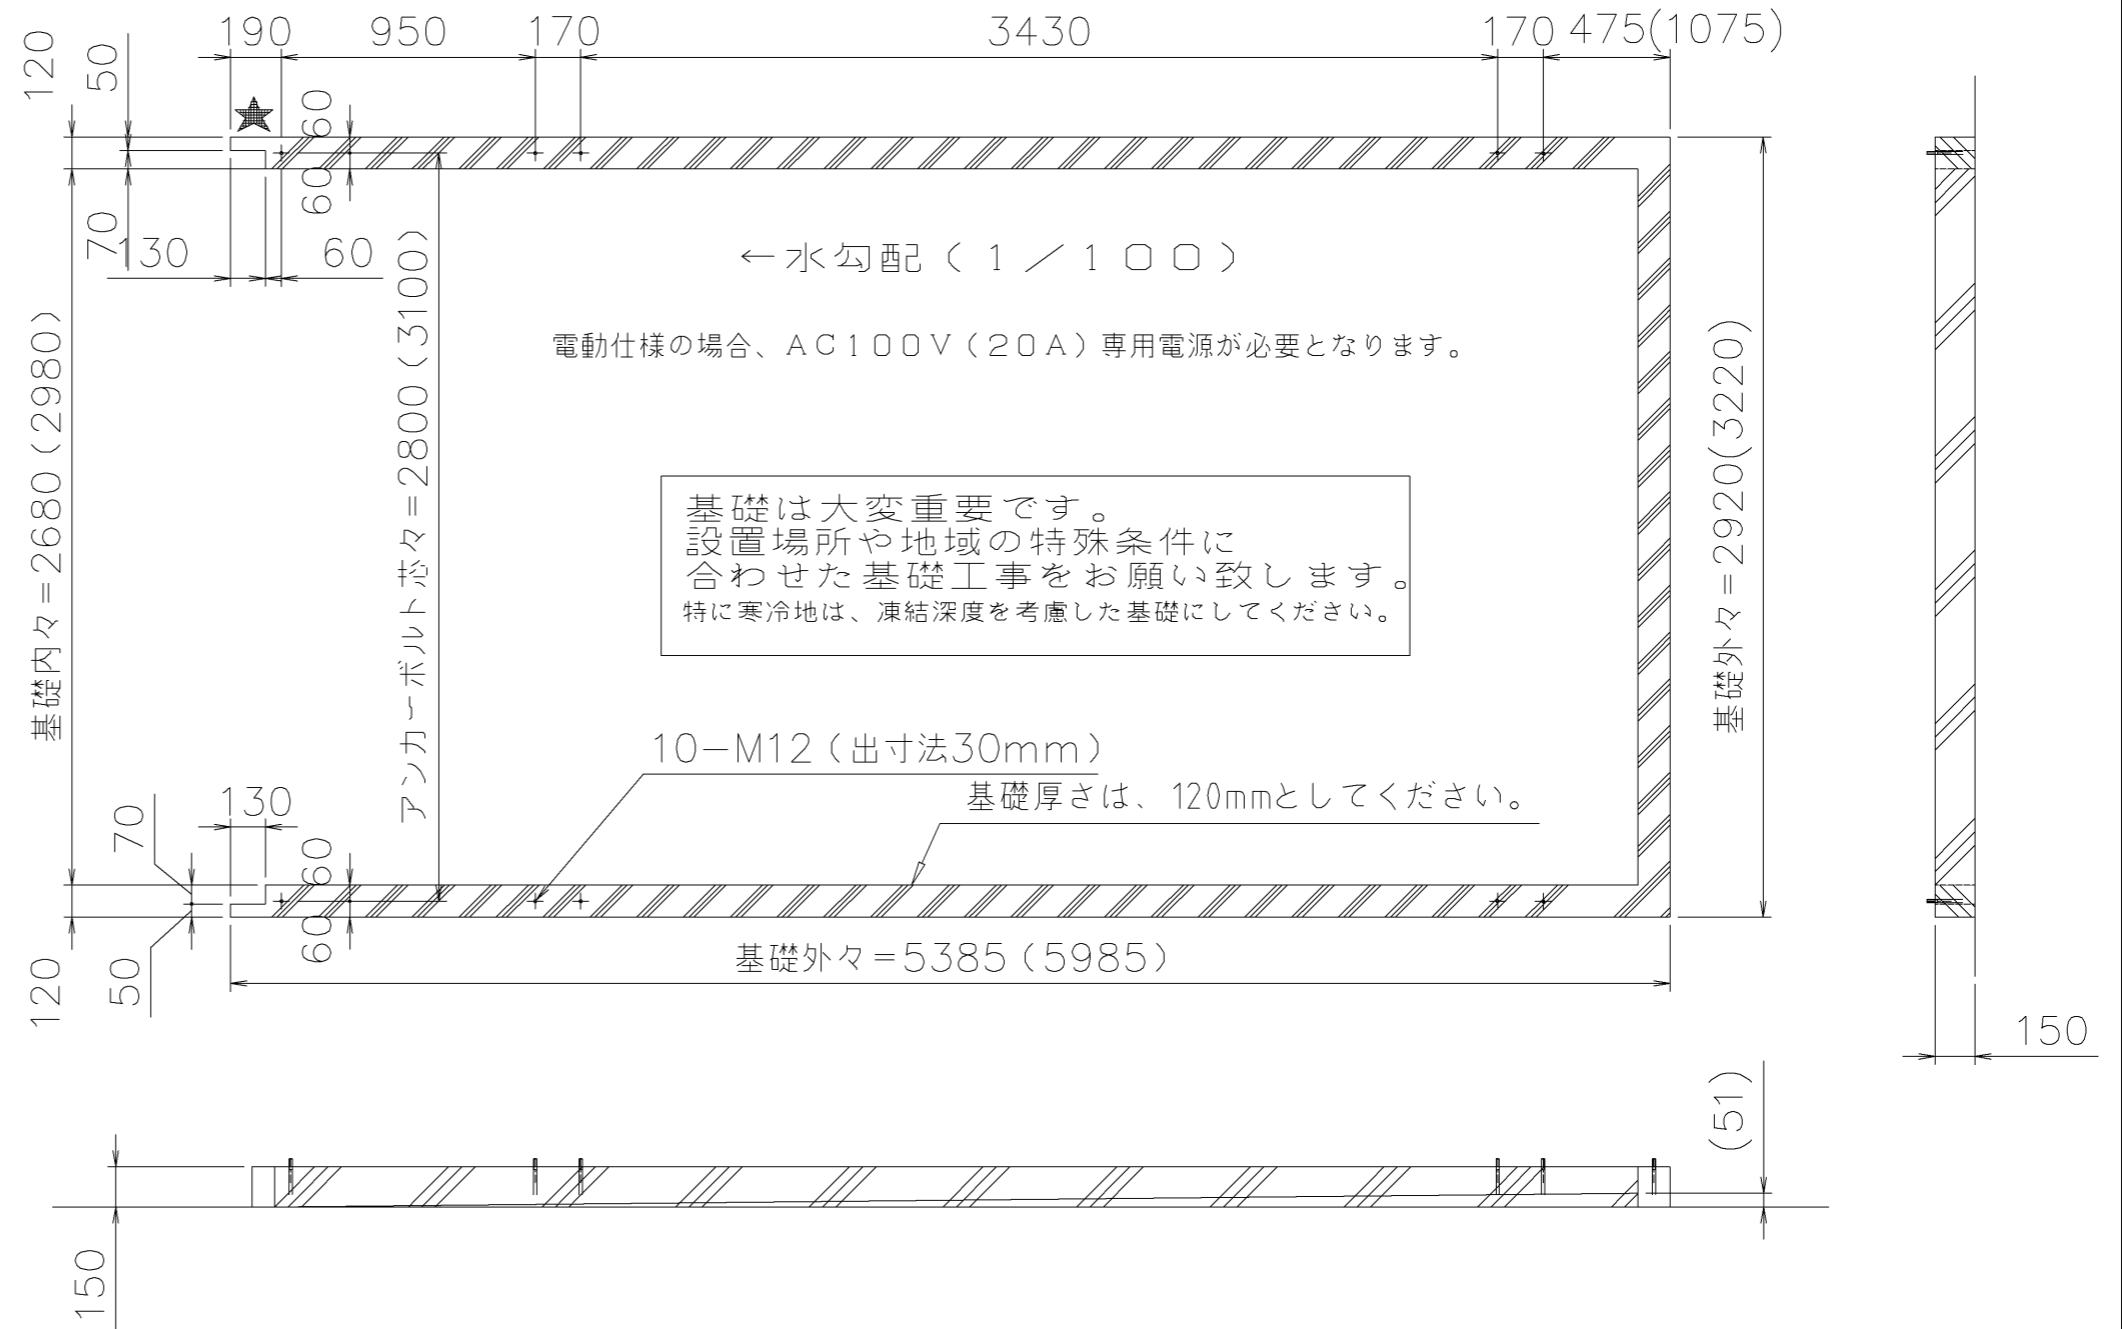 190
950
170
3430
170
475(1075)
120
50
60
60
70
130
60
←水勾配（１／１００）
電動仕様の場合、ＡＣ１００Ｖ（２０Ａ）専用電源が必要となります。
基礎内々＝2680（2980）
アンカーボルト芯々＝2800（3100）
基礎外々＝2920(3220)
基礎は大変重要です。
設置場所や地域の特殊条件に
合わせた基礎工事をお願い致します。
特に寒冷地は、凍結深度を考慮した基礎にしてください。
10−M12（出寸法30mm）
基礎厚さは、120mmとしてください。
70
130
60
60
120
50
基礎外々＝5385（5985）
150
(51)
150